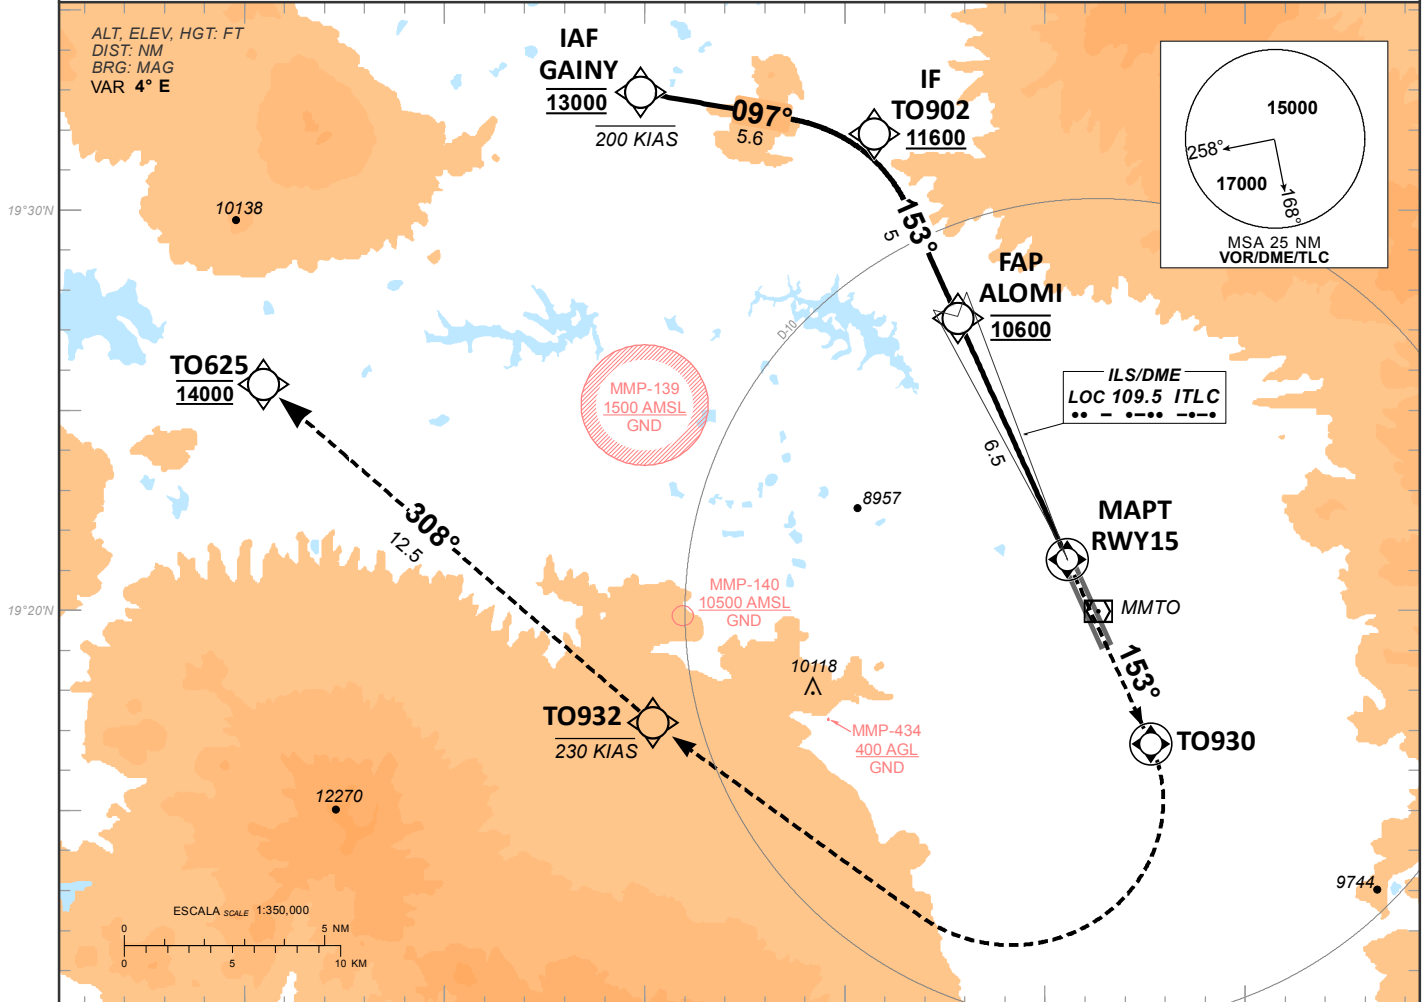 ALT, ELEV, HGT: FT
DIST: NM
BRG: MAG
VAR 4° E
IAF
GAINY
13000
200 KIAS
097°
5.6
IF
TO902
11600
15000
258°
17000
168°
MSA 25 NM
VOR/DME/TLC
19°30'N
10138
153°
5
FAP
ALOMI
10600
D-10
TO625
14000
MMP-139
1500 AMSL
GND
ILS/DME
LOC 109.5 ITLC
6.5
308°
12.5
8957
MAPT
RWY15
19°20'N
MMP-140
10500 AMSL
GND
MMTO
10118
153°
TO932
230 KIAS
MMP-434
400 AGL
GND
TO930
12270
9744
ESCALA SCALE 1:350,000
0 5 NM
0 5 10 KM